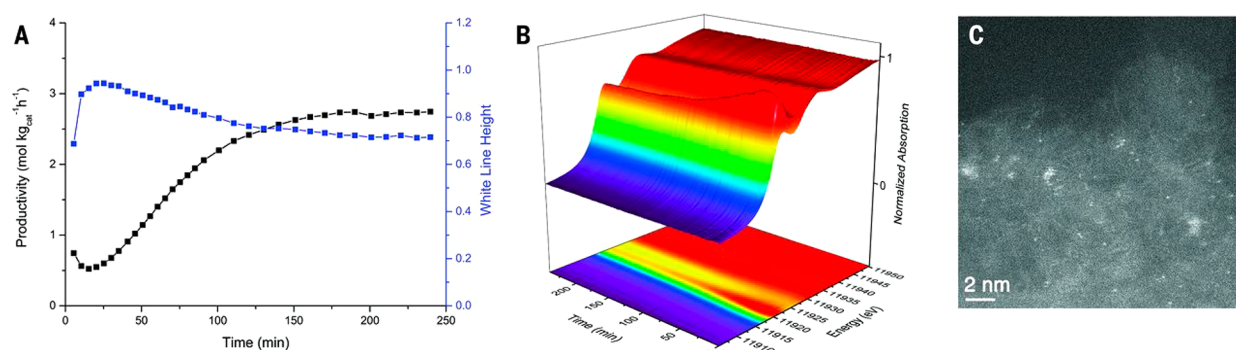 A
Productivity (mol kgcat⁻¹h⁻¹)
4
3
2
1
0
0 50 100 150 200 250
Time (min)
1.2
1.0
0.8
0.6
0.4
0.2
0.0
White Line Height
B
1
0
Normalized Absorption
200
150
100
50
Time (min)
11950
11945
11940
11935
11930
11925
11920
11915
11910
Energy (eV)
C
2 nm